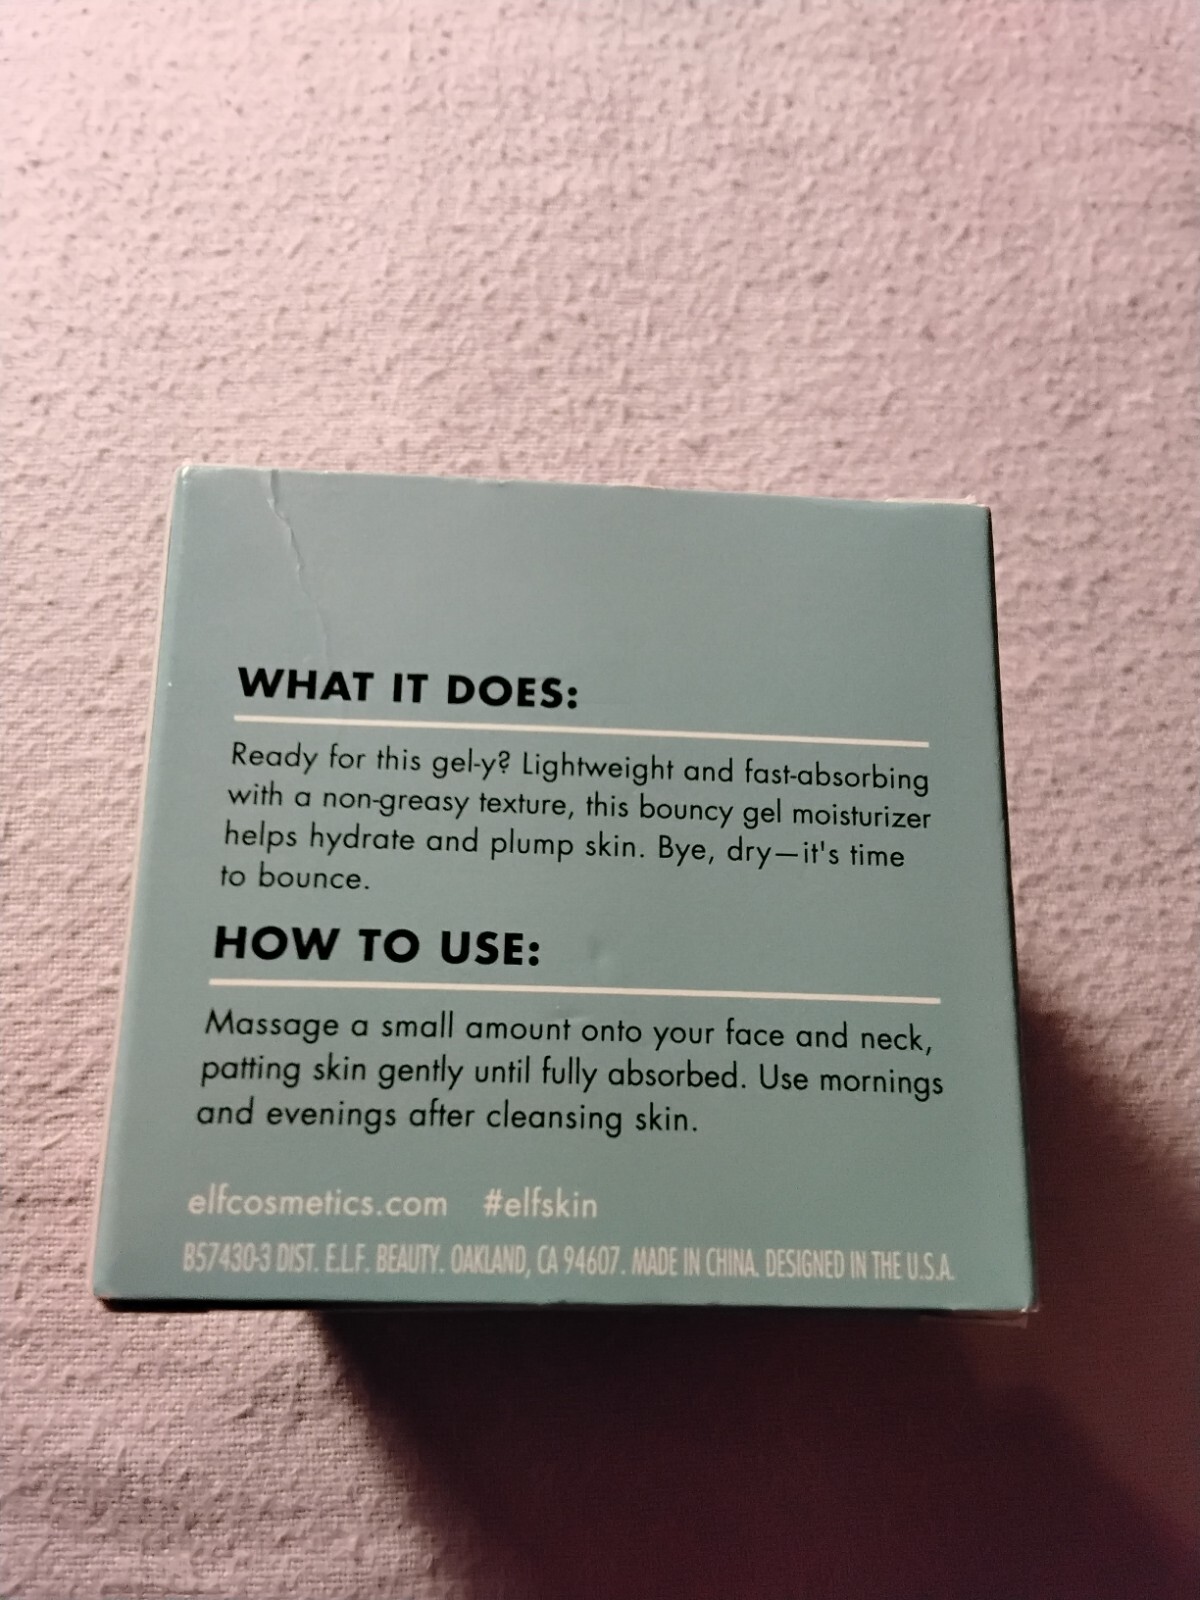 WHAT IT DOES:
Ready for this gel-y? Lightweight and fast-absorbing
with a non-greasy texture, this bouncy gel moisturizer
helps hydrate and plump skin. Bye, dry—it's time
to bounce.
HOW TO USE:
Massage a small amount onto your face and neck,
patting skin gently until fully absorbed. Use mornings
and evenings after cleansing skin.
elfcosmetics.com #elfskin
B57430-3 DIST. E.L.F. BEAUTY. OAKLAND, CA 94607. MADE IN CHINA. DESIGNED IN THE U.S.A.